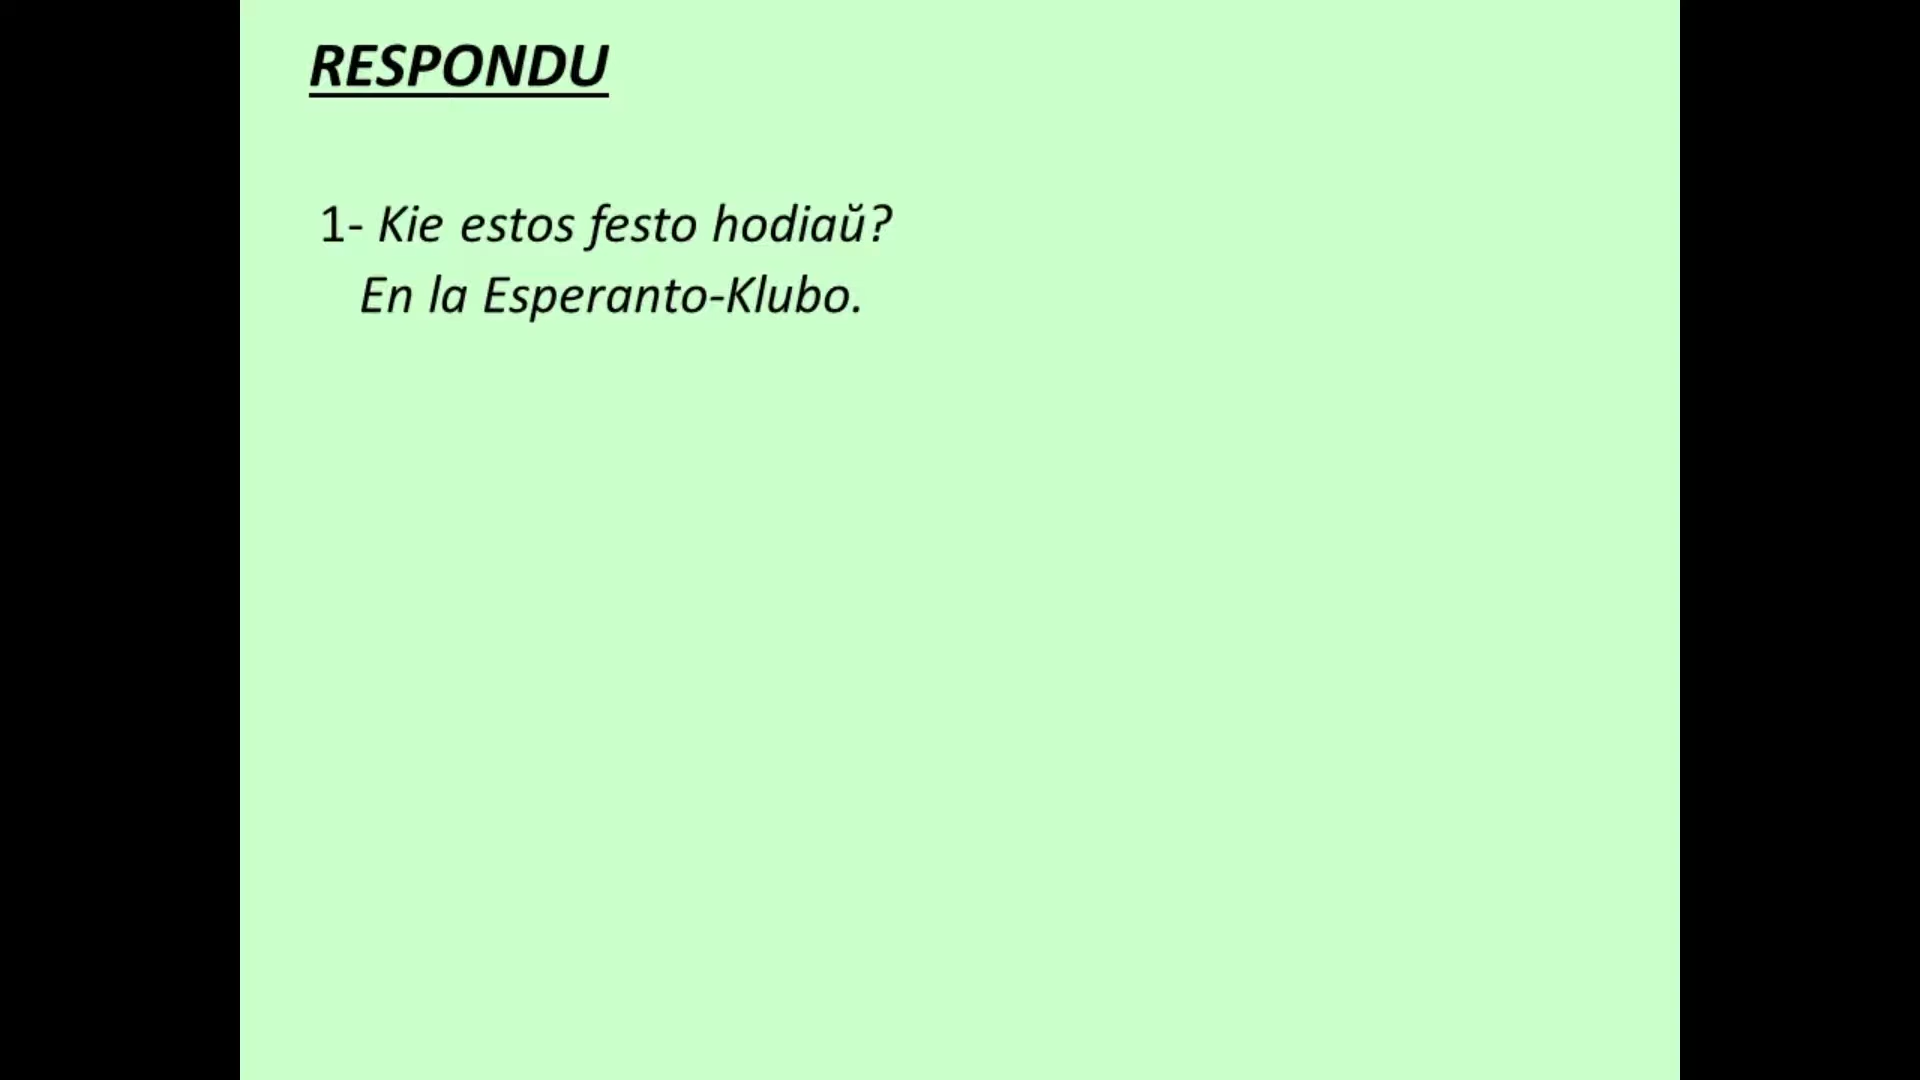 RESPONDU
1- Kie estos festo hodiaŭ?
En la Esperanto-Klubo.